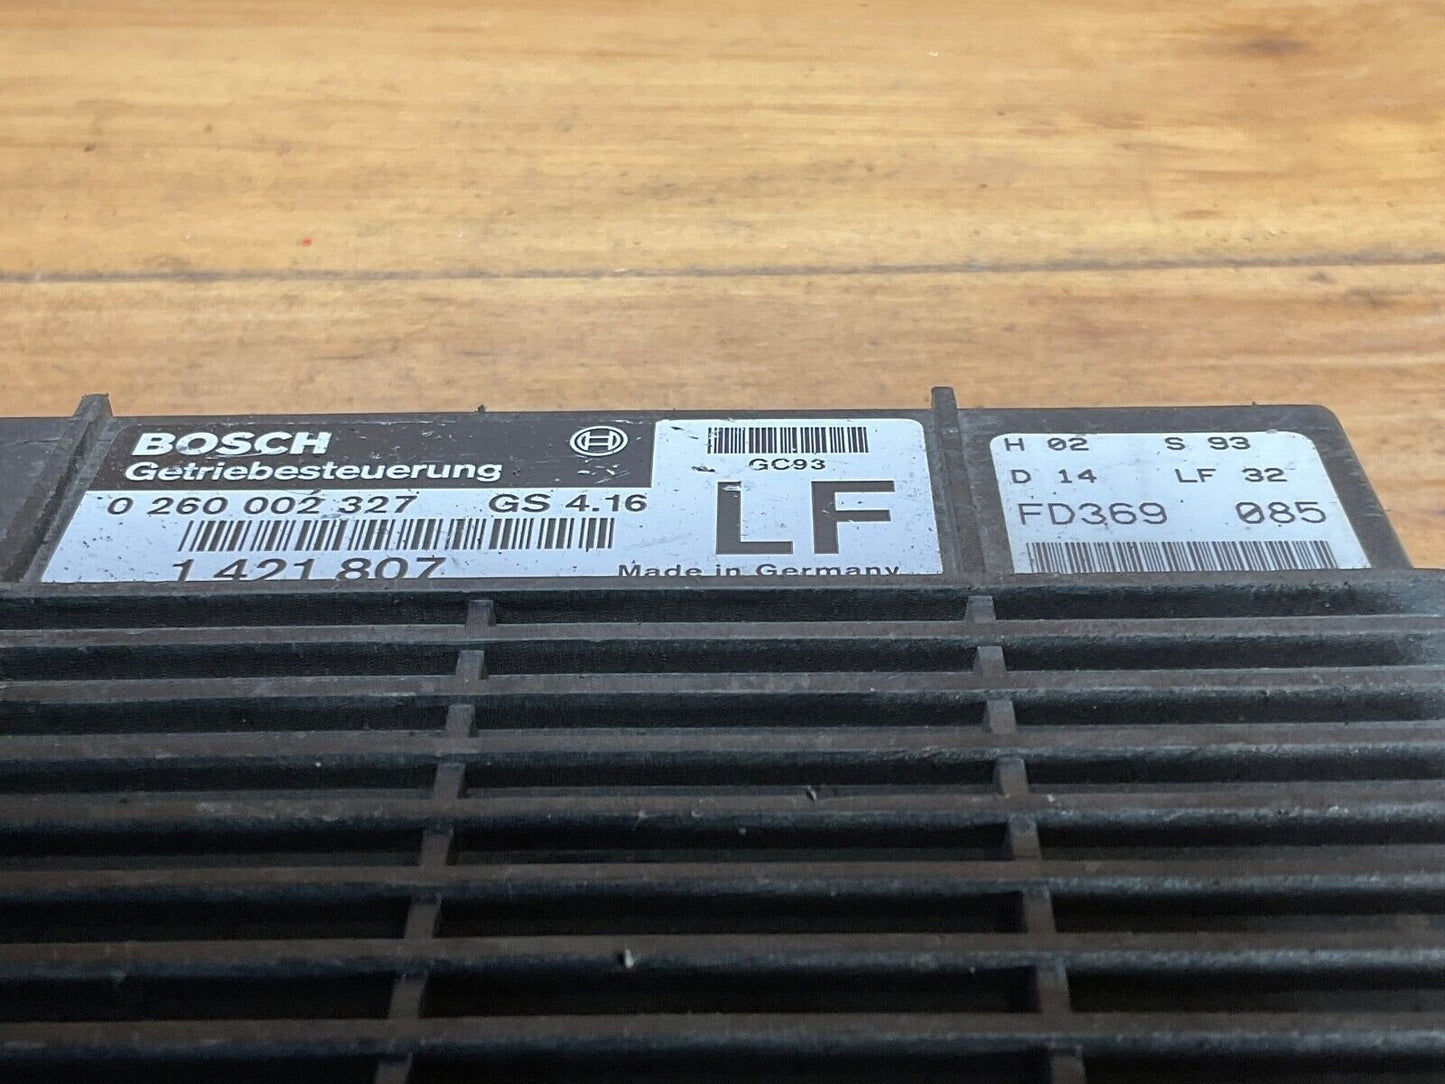 BOSCH
Getriebesteuerung
0 260 002 327 GS 4.16
1 421 807
GC93
LF
Made in Germany
H 02 S 93
D 14 LF 32
FD369 085